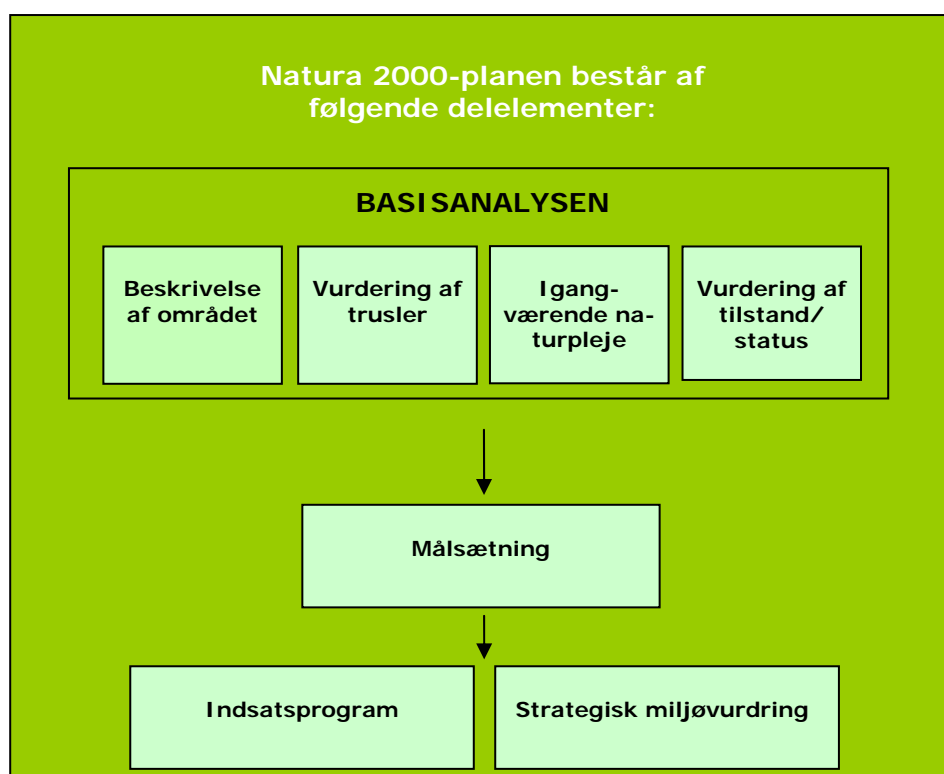 Natura 2000-planen består af
følgende delelementer:
BASISANALYSEN
Beskrivelse
af området
Vurdering af
trusler
Igang-
værende na-
turpleje
Vurdering af
tilstand/
status
Målsætning
Indsatsprogram
Strategisk miljøvurdring